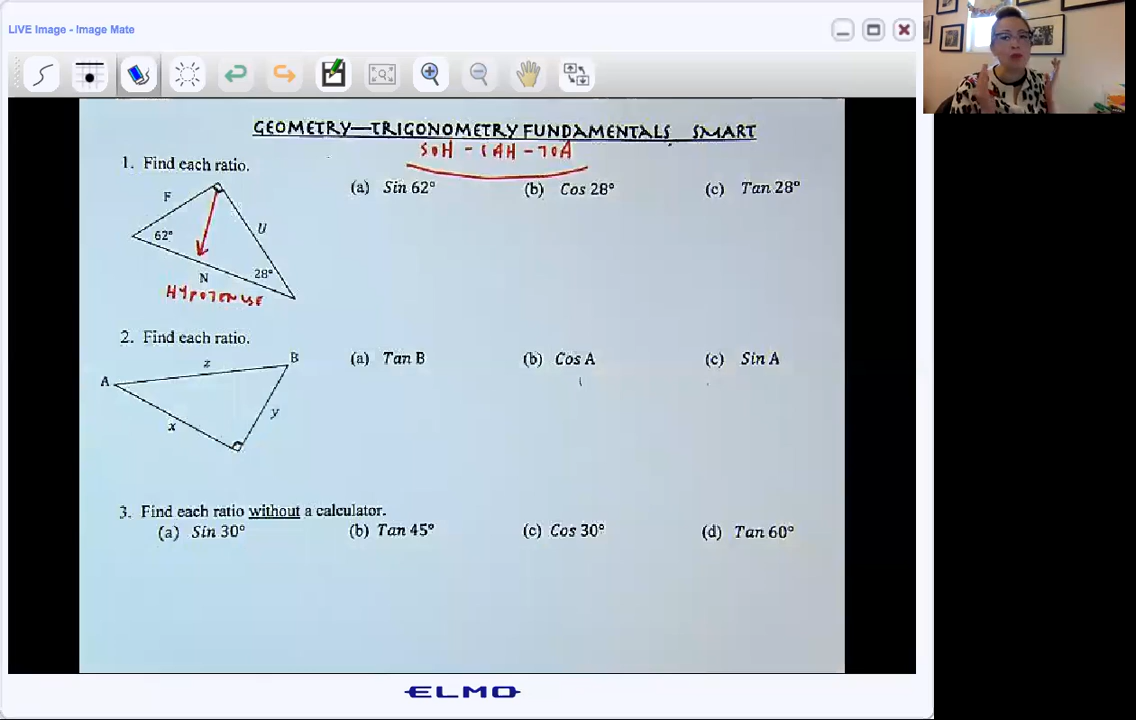 LIVE Image - Image Mate
GEOMETRY—TRIGONOMETRY FUNDAMENTALS SMART
SOH - CAH - TOA
1. Find each ratio.
(a) Sin 62° (b) Cos 28° (c) Tan 28°
F
U
62°
28°
N
HYPOTENUSE
2. Find each ratio.
(a) Tan B (b) Cos A (c) Sin A
z
B
A
y
x
3. Find each ratio without a calculator.
(a) Sin 30° (b) Tan 45° (c) Cos 30° (d) Tan 60°
ELMO